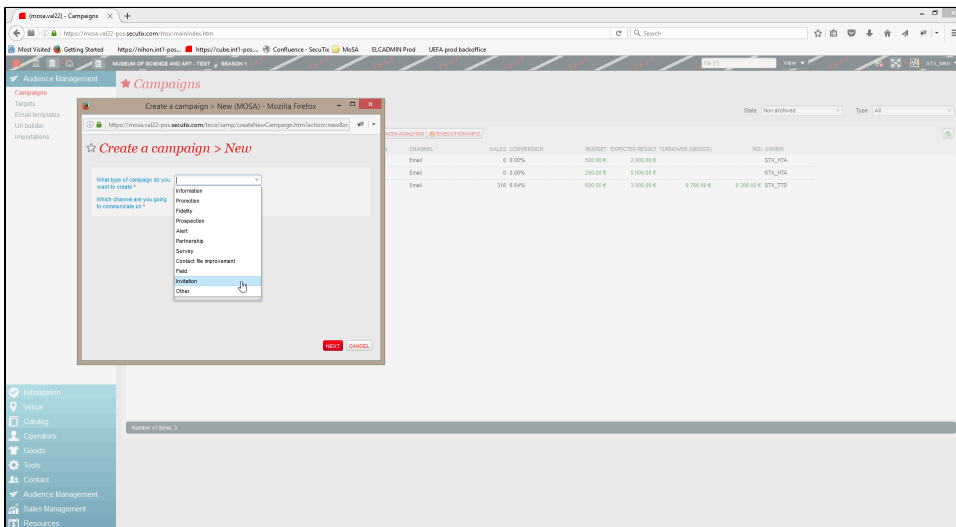 (mosa.val22) - Campaigns
https://mosa.val22-pos.secutix.com/tnco/mainIndex.htm
Search
Most Visited Getting Started https://nihon.int1-pos... https://cube.int1-pos... Confluence - SecuTix MoSA ELCADMIN Prod UEFA prod backoffice
MUSEUM OF SCIENCE AND ART - TEST SEASON 1
File (f)
View
STX_MMI
Audience Management
Campaigns
Targets
Email templates
Url builder
Importations
Campaigns
State Non archived Type All
EXECUTION INFO
CHANNEL SALES CONVERSION BUDGET EXPECTED RESULT TURNOVER (GROSS) ROI OWNER
Email 0 0.00% 500.00 € 2 000.00 € STX_HTA
Email 0 0.00% 200.00 € 5 000.00 € STX_HTA
Email 316 6.64% 500.00 € 3 000.00 € 9 788.00 € 9 288.00 € STX_TTD
Create a campaign > New (MOSA) - Mozilla Firefox
https://mosa.val22-pos.secutix.com/tnco/samp/createNewCampaign.htm?action=new&
Create a campaign > New
What type of campaign do you want to create *
Which channel are you going to communicate on *
Information
Promotion
Fidelity
Prospection
Alert
Partnership
Survey
Contact file improvement
Field
Invitation
Other
NEXT CANCEL
Initialization
Venue
Catalog
Operators
Goods
Tools
Contact
Audience Management
Sales Management
Resources
Number of items: 3